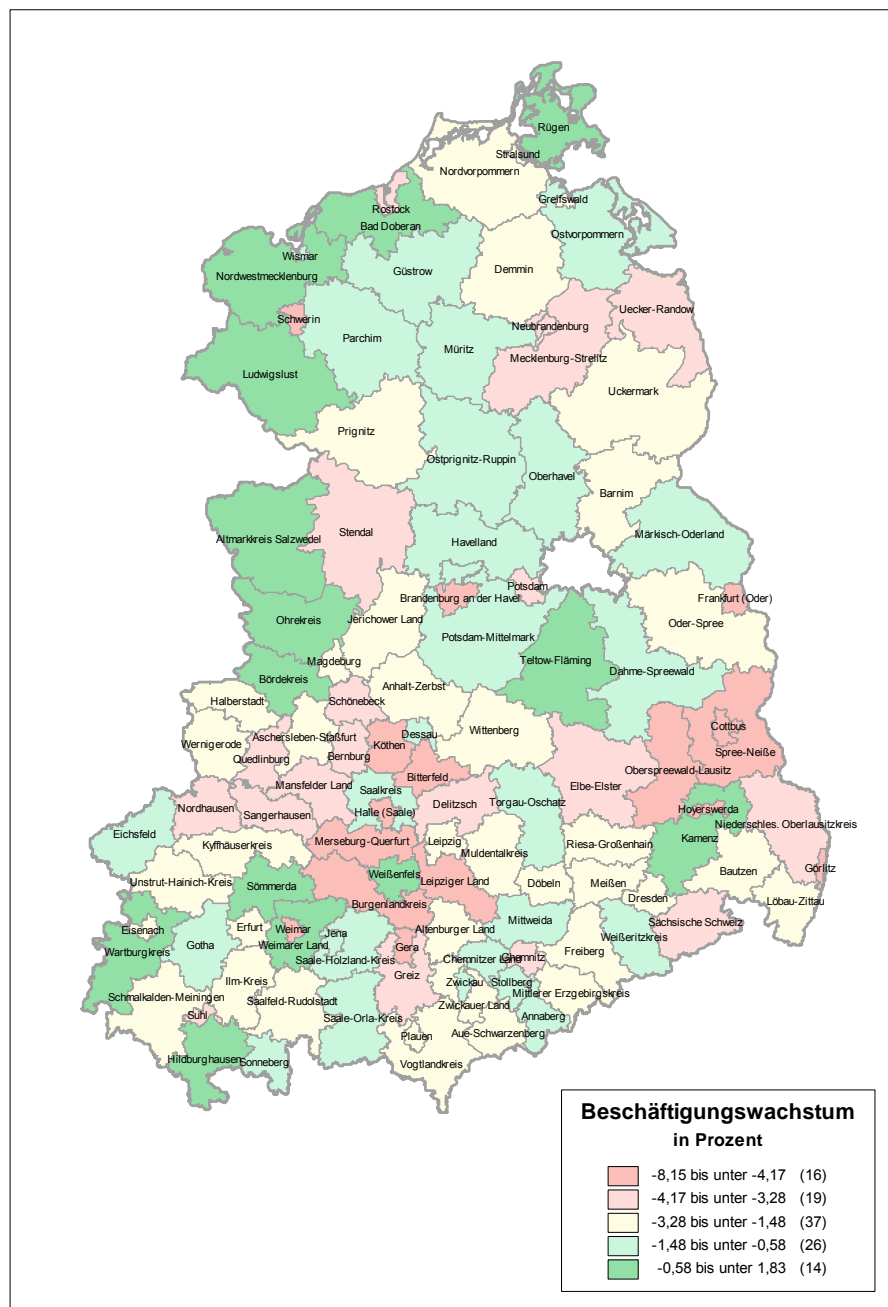 Rügen
Stralsund
Nordvorpommern
Greifswald
Rostock
Bad Doberan
Ostvorpommern
Wismar
Güstrow
Demmin
Nordwestmecklenburg
Schwerin
Uecker-Randow
Neubrandenburg
Parchim
Müritz
Mecklenburg-Strelitz
Ludwigslust
Uckermark
Prignitz
Ostprignitz-Ruppin
Oberhavel
Barnim
Altmarkkreis Salzwedel
Stendal
Märkisch-Oderland
Havelland
Potsdam
Brandenburg an der Havel
Frankfurt (Oder)
Ohrekreis
Jerichower Land
Oder-Spree
Potsdam-Mittelmark
Magdeburg
Teltow-Fläming
Dahme-Spreewald
Bördekreis
Anhalt-Zerbst
Halberstadt
Schönebeck
Cottbus
Aschersleben-Staßfurt
Dessau
Wittenberg
Wernigerode
Köthen
Spree-Neiße
Quedlinburg
Bernburg
Oberspreewald-Lausitz
Bitterfeld
Mansfelder Land
Saalkreis
Elbe-Elster
Nordhausen
Delitzsch
Torgau-Oschatz
Sangerhausen
Halle (Saale)
Hoyerswerda
Niederschles. Oberlausitzkreis
Eichsfeld
Merseburg-Querfurt
Leipzig
Riesa-Großenhain
Kamenz
Kyffhäuserkreis
Muldentalkreis
Görlitz
Weißenfels
Bautzen
Unstrut-Hainich-Kreis
Sömmerda
Leipziger Land
Döbeln
Meißen
Dresden
Löbau-Zittau
Burgenlandkreis
Eisenach
Erfurt
Weimar
Altenburger Land
Mittweida
Sächsische Schweiz
Wartburgkreis
Gotha
Weimarer Land
Jena
Gera
Weißeritzkreis
Saale-Holzland-Kreis
Chemnitzer Land
Chemnitz
Freiberg
Ilm-Kreis
Greiz
Zwickau
Stollberg
Schmalkalden-Meiningen
Saalfeld-Rudolstadt
Mittlerer Erzgebirgskreis
Zwickauer Land
Suhl
Saale-Orla-Kreis
Annaberg
Plauen
Aue-Schwarzenberg
Hildburghausen
Sonneberg
Vogtlandkreis
Beschäftigungswachstum
in Prozent
-8,15 bis unter -4,17 (16)
-4,17 bis unter -3,28 (19)
-3,28 bis unter -1,48 (37)
-1,48 bis unter -0,58 (26)
-0,58 bis unter 1,83 (14)